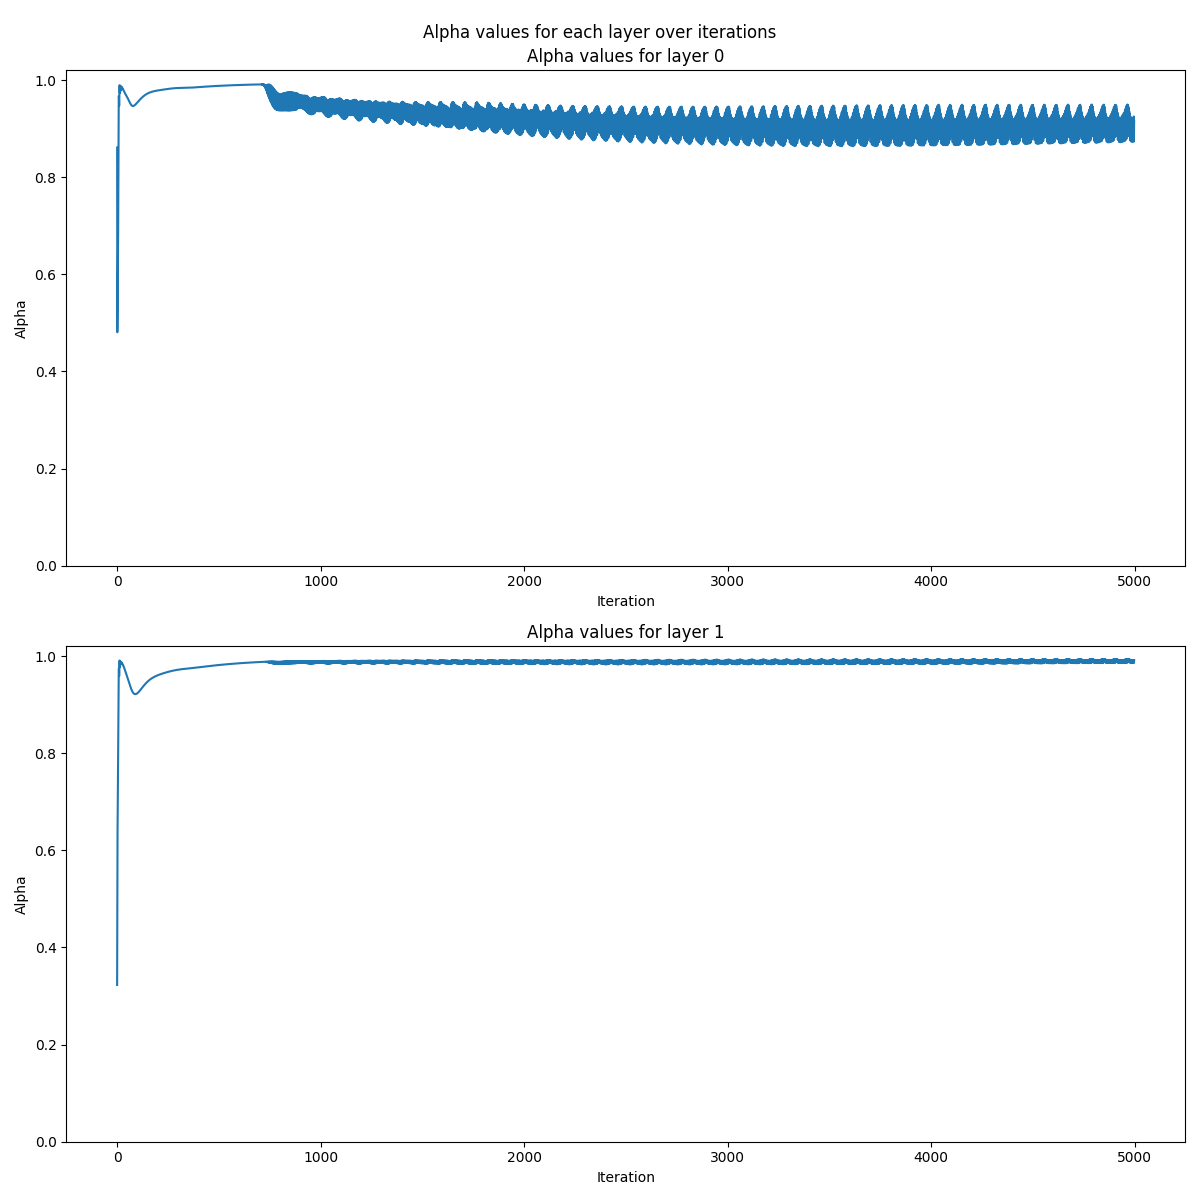 Alpha values for each layer over iterations
Alpha values for layer 0
1.0
0.8
0.6
0.4
0.2
0.0
Alpha
0 1000 2000 3000 4000 5000
Iteration
Alpha values for layer 1
1.0
0.8
0.6
0.4
0.2
0.0
Alpha
0 1000 2000 3000 4000 5000
Iteration